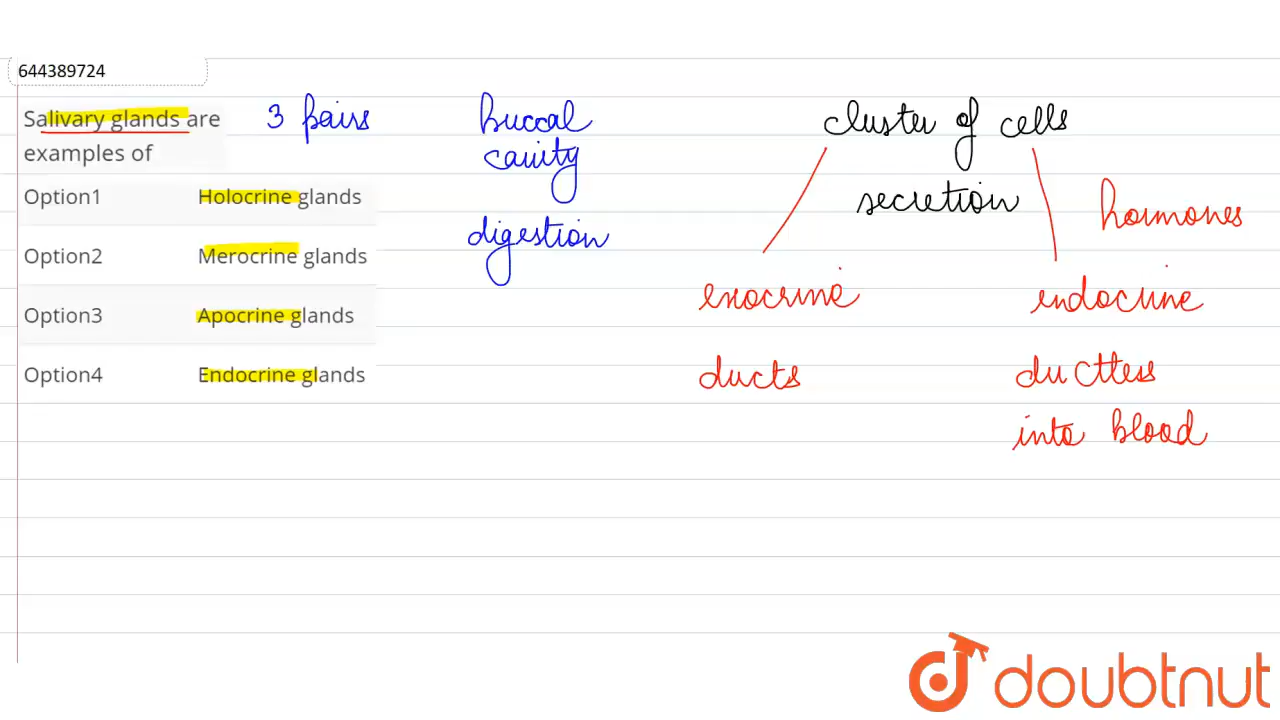 644389724
Salivary glands are
examples of
Option1 Holocrine glands
Option2 Merocrine glands
Option3 Apocrine glands
Option4 Endocrine glands
3 pairs
buccal
cavity
digestion
cluster of cells
secretion
hormones
exocrine
endocrine
ducts
ductless
into blood
doubtnut